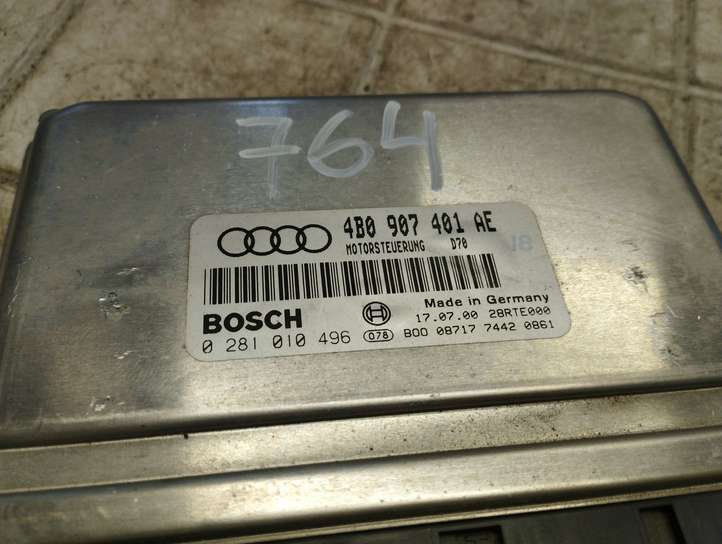 764
4B0 907 401 AE
MOTORSTEUERUNG D70
Made in Germany
BOSCH 17.07.00 28RTE000
0 281 010 496 078 B00 08717 7442 0861